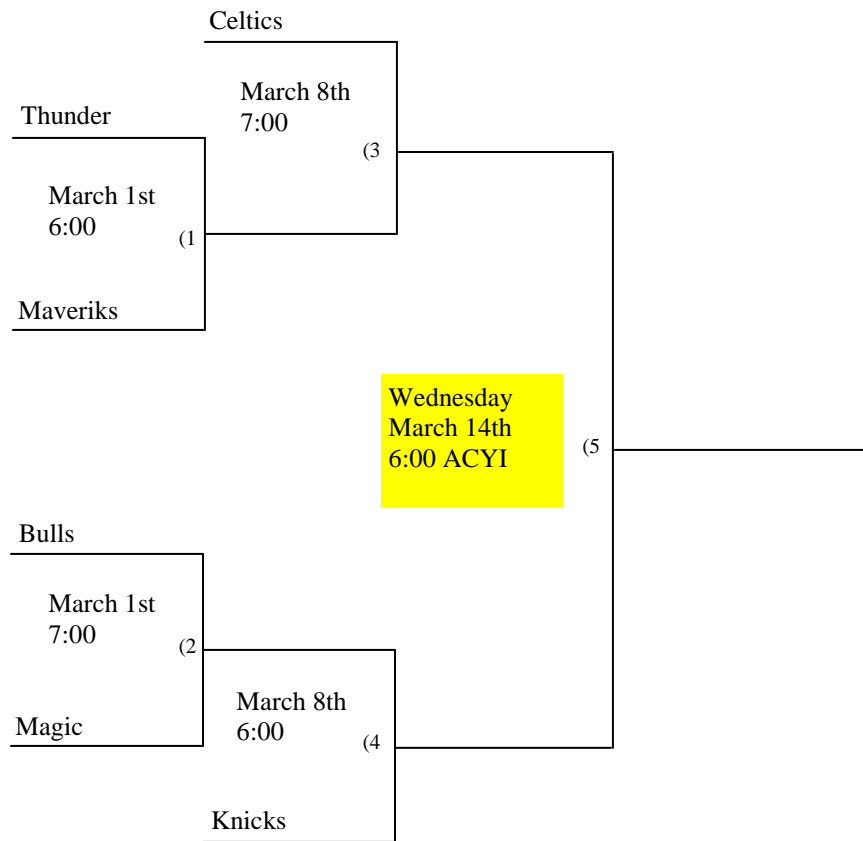 Celtics
March 8th
7:00
Thunder
(3
March 1st
6:00
(1
Maveriks
Wednesday
March 14th
6:00 ACYI
(5
Bulls
March 1st
7:00
(2
March 8th
6:00
Magic
(4
Knicks